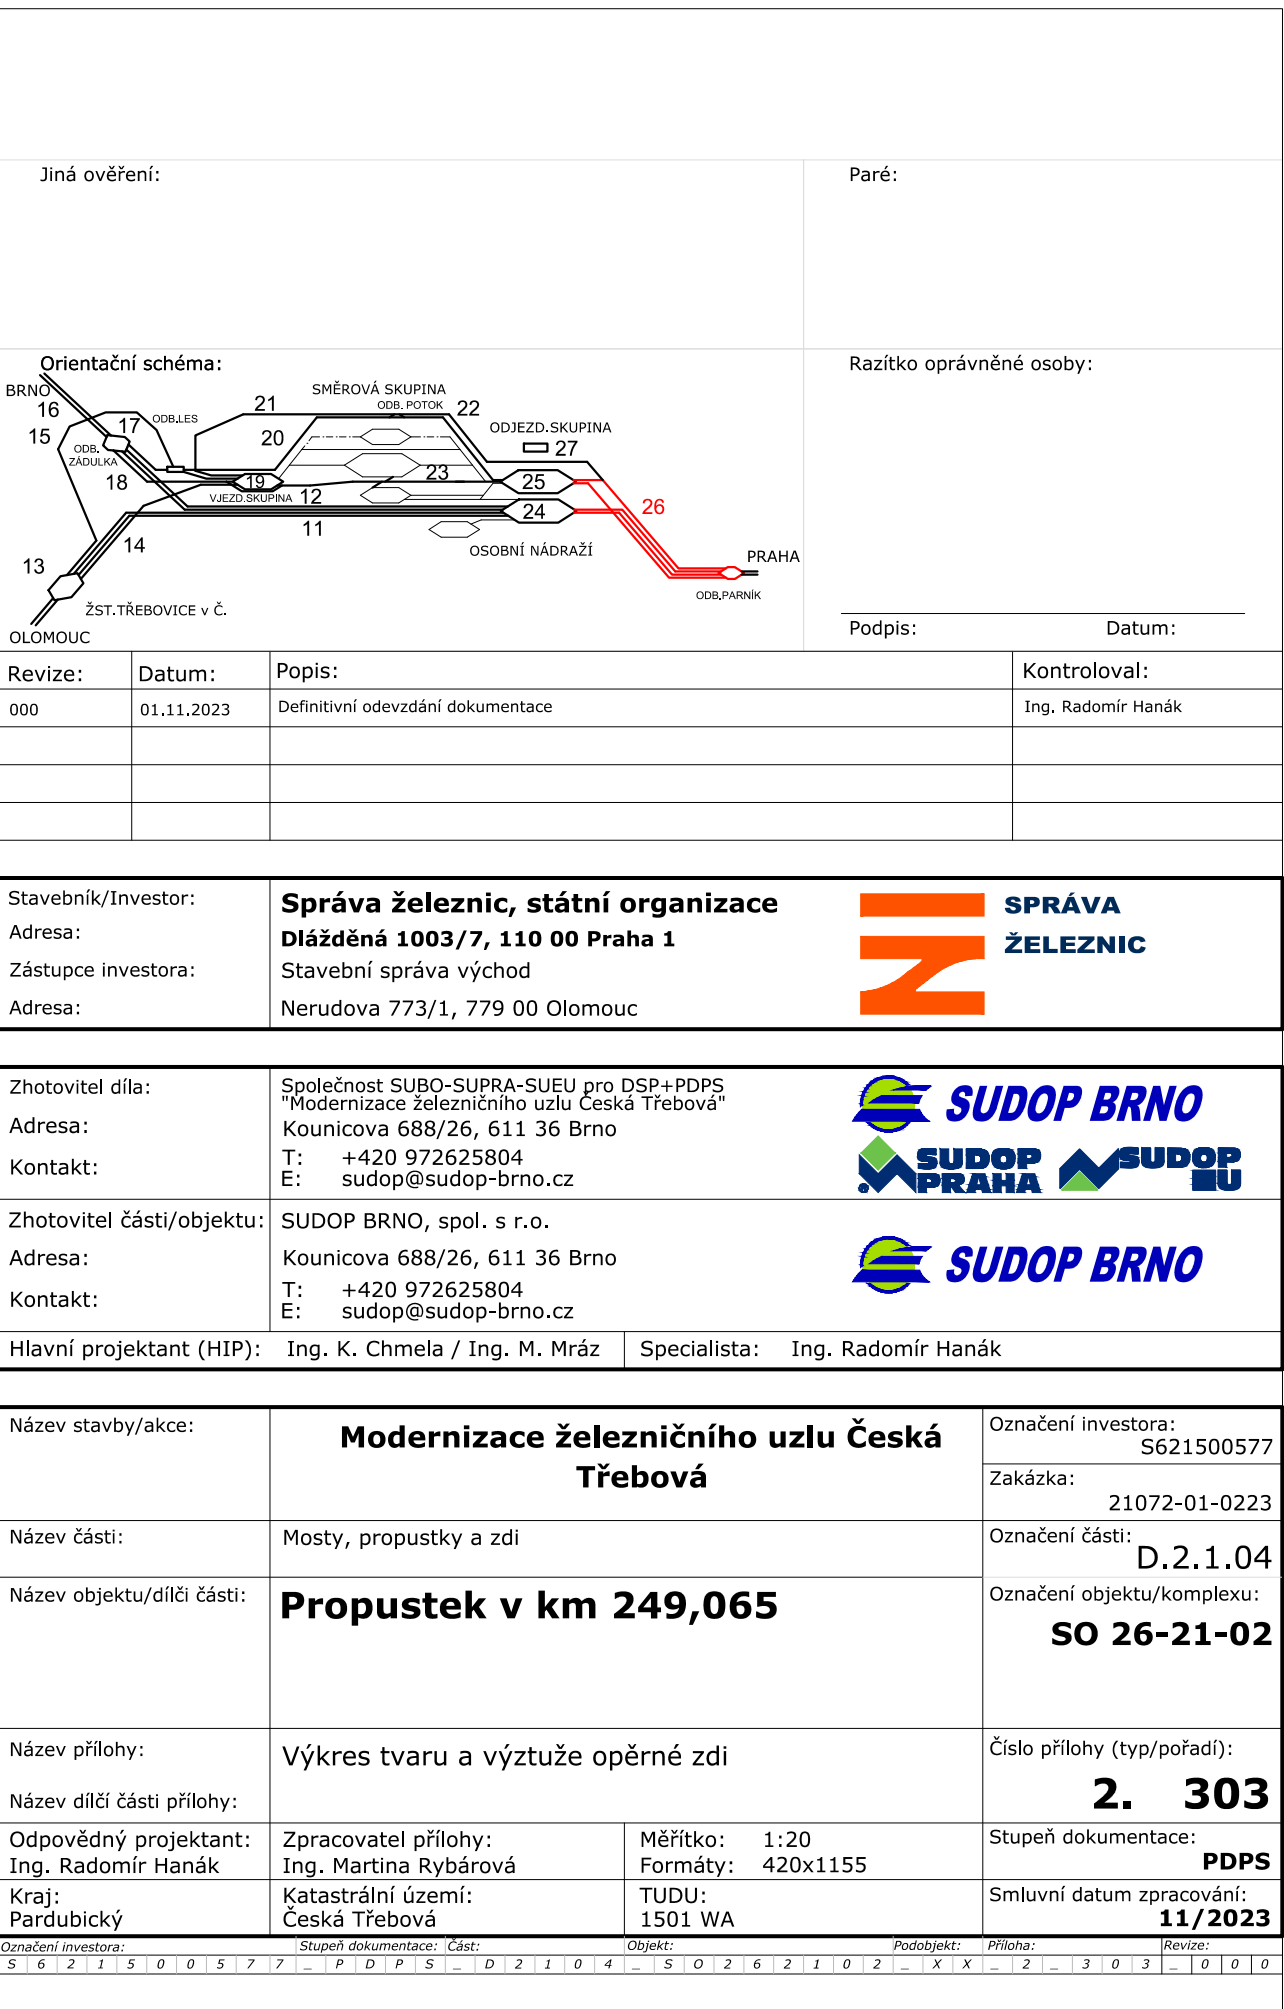 Jiná ověření:
Paré:
Orientační schéma:
Razítko oprávněné osoby:
BRNO
16
15
17
ODB.LES
ODB.
ZÁDULKA
18
21
20
SMĚROVÁ SKUPINA
ODB. POTOK
22
ODJEZD.SKUPINA
27
19
VJEZD.SKUPINA
12
23
25
24
26
11
14
13
OSOBNÍ NÁDRAŽÍ
PRAHA
ODB.PARNÍK
ŽST.TŘEBOVICE v Č.
OLOMOUC
Podpis: Datum:
Revize: Datum: Popis: Kontroloval:
000 01.11.2023 Definitivní odevzdání dokumentace Ing. Radomír Hanák
Stavebník/Investor: Správa železnic, státní organizace
Adresa: Dlážděná 1003/7, 110 00 Praha 1
Zástupce investora: Stavební správa východ
Adresa: Nerudova 773/1, 779 00 Olomouc
SPRÁVA
ŽELEZNIC
Zhotovitel díla: Společnost SUBO-SUPRA-SUEU pro DSP+PDPS
"Modernizace železničního uzlu Česká Třebová"
Adresa: Kounicova 688/26, 611 36 Brno
Kontakt: T: +420 972625804
E: sudop@sudop-brno.cz
SUDOP BRNO
SUDOP
PRAHA
SUDOP
EU
Zhotovitel části/objektu: SUDOP BRNO, spol. s r.o.
Adresa: Kounicova 688/26, 611 36 Brno
Kontakt: T: +420 972625804
E: sudop@sudop-brno.cz
SUDOP BRNO
Hlavní projektant (HIP): Ing. K. Chmela / Ing. M. Mráz Specialista: Ing. Radomír Hanák
Název stavby/akce: Modernizace železničního uzlu Česká
Třebová
Označení investora:
S621500577
Zakázka:
21072-01-0223
Název části: Mosty, propustky a zdi
Označení části:
D.2.1.04
Název objektu/dílči části: Propustek v km 249,065
Označení objektu/komplexu:
SO 26-21-02
Název přílohy: Výkres tvaru a výztuže opěrné zdi
Název dílčí části přílohy:
Číslo přílohy (typ/pořadí):
2. 303
Odpovědný projektant: Zpracovatel přílohy: Měřítko: 1:20
Ing. Radomír Hanák Ing. Martina Rybárová Formáty: 420x1155
Stupeň dokumentace:
PDPS
Kraj: Katastrální území: TUDU:
Pardubický Česká Třebová 1501 WA
Smluvní datum zpracování:
11/2023
Označení investora: Stupeň dokumentace: Část: Objekt: Podobjekt: Příloha: Revize:
S 6 2 1 5 0 0 5 7 7 _ P D P S _ D 2 1 0 4 _ S O 2 6 2 1 0 2 _ X X _ 2 _ 3 0 3 _ 0 0 0